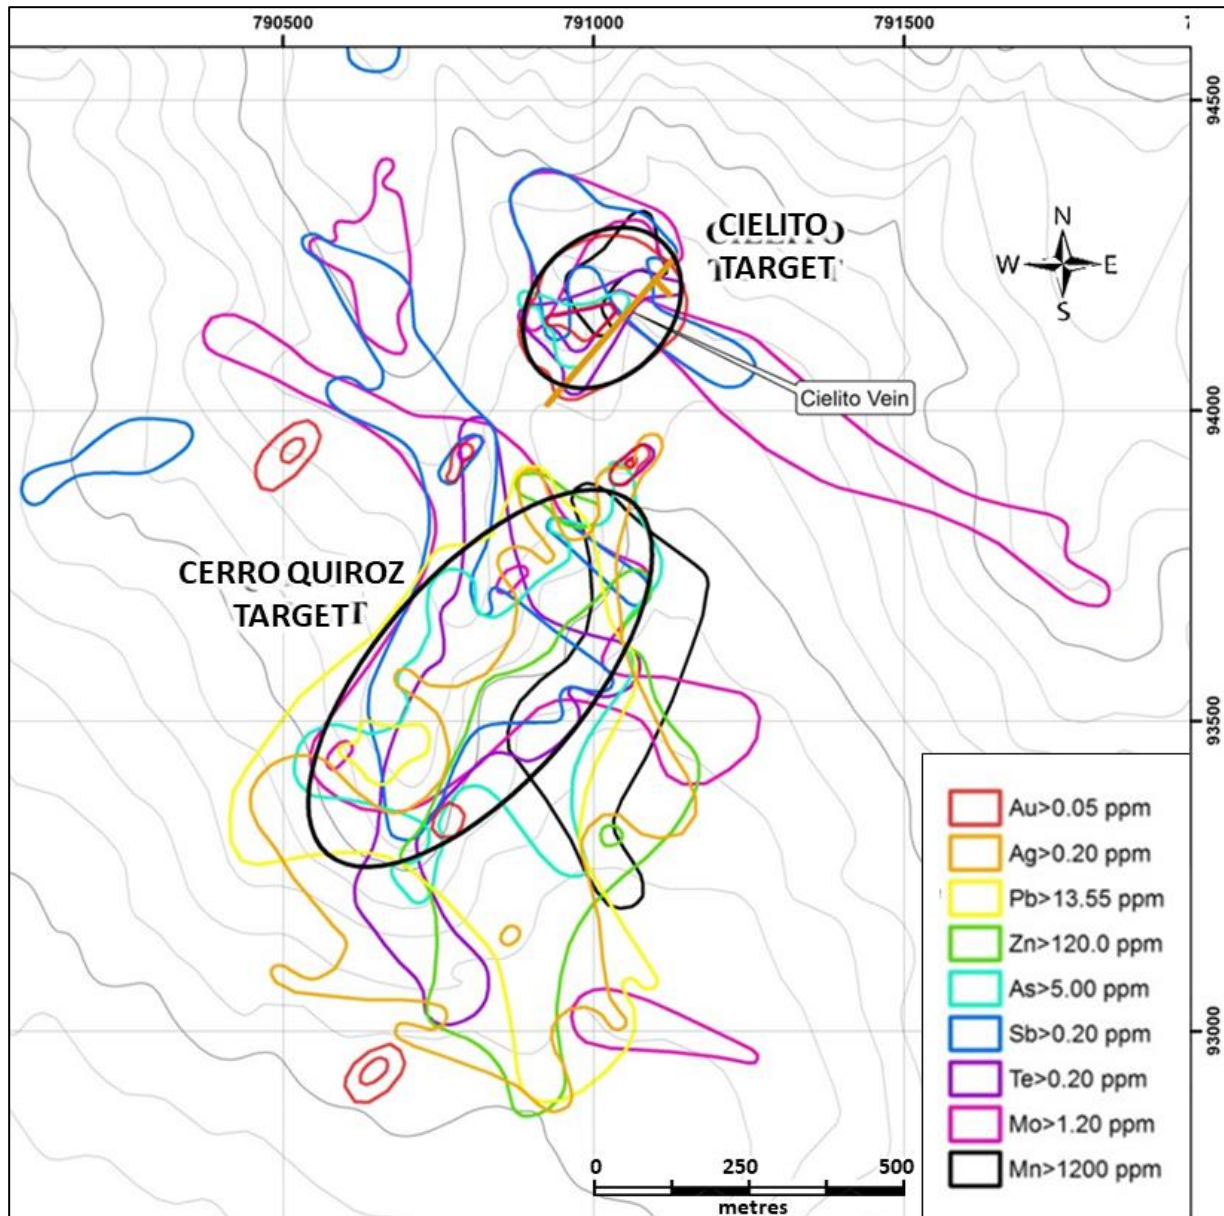 790500 791000 791500
94500
CIELITO
TARGET
N
W E
S
Cielito Vein
94000
CERRO QUIROZ
TARGET
93500
Au>0.05 ppm
Ag>0.20 ppm
Pb>13.55 ppm
Zn>120.0 ppm
As>5.00 ppm
Sb>0.20 ppm
Te>0.20 ppm
Mo>1.20 ppm
Mn>1200 ppm
93000
0 250 500
metres